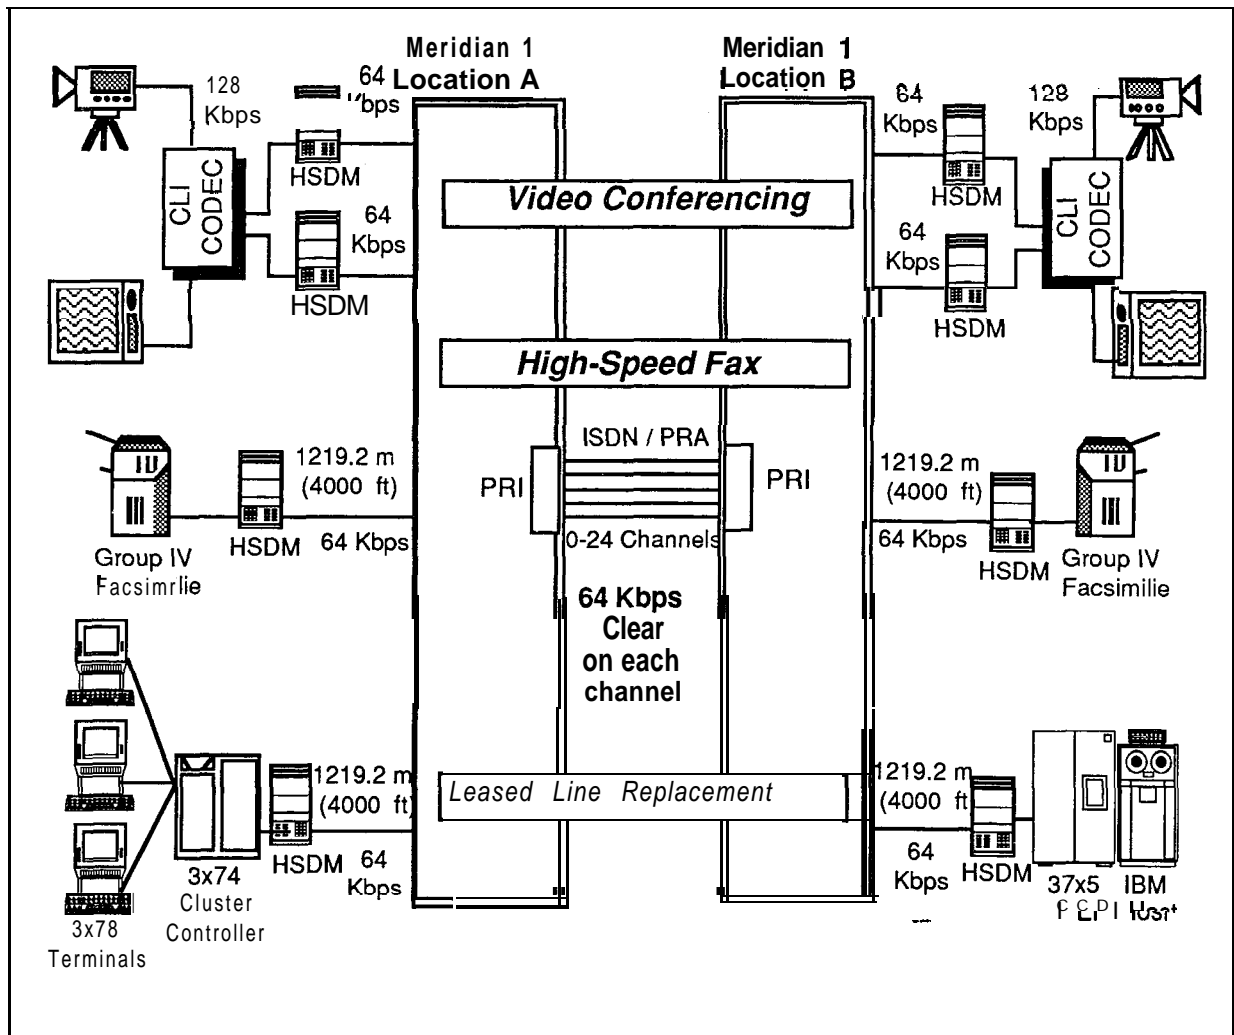 Meridian 1
Location A
Meridian 1
Location B
128
Kbps
64
HSDM
64
Kbps
HSDM
CLI
CODEC
64
Kbps
HSDM
128
Kbps
64
Kbps
HSDM
CLI
CODEC
Video Conferencing
High-Speed Fax
ISDN / PRA
PRI
PRI
0-24 Channels
64 Kbps
Clear
on each
channel
1219.2 m
(4000 ft)
HSDM
64 Kbps
Group IV
Facsimrlie
1219.2 m
(4000 ft)
64 Kbps
HSDM
Group IV
Facsimilie
Leased Line Replacement
1219.2 m
(4000 ft)
HSDM
64
Kbps
3x74
Cluster
Controller
3x78
Terminals
1219.2 m
(4000 ft
64
Kbps
HSDM
37x5
IBM